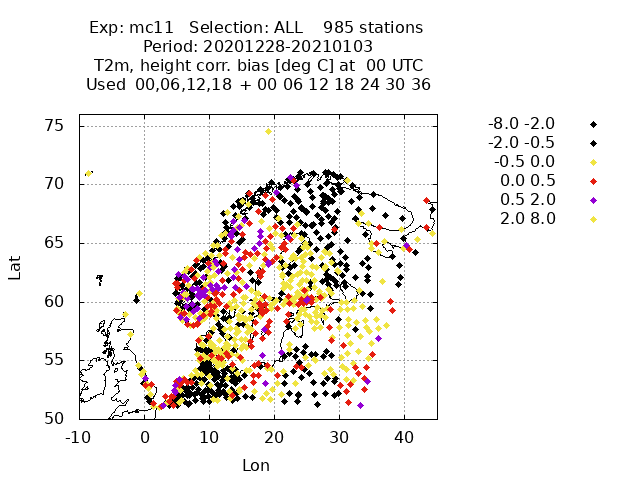 Exp: mc11 Selection: ALL 985 stations
Period: 20201228-20210103
T2m, height corr. bias [deg C] at 00 UTC
Used 00,06,12,18 + 00 06 12 18 24 30 36
-8.0 -2.0
-2.0 -0.5
-0.5 0.0
0.0 0.5
0.5 2.0
2.0 8.0
75
70
65
60
55
50
Lat
-10 0 10 20 30 40
Lon